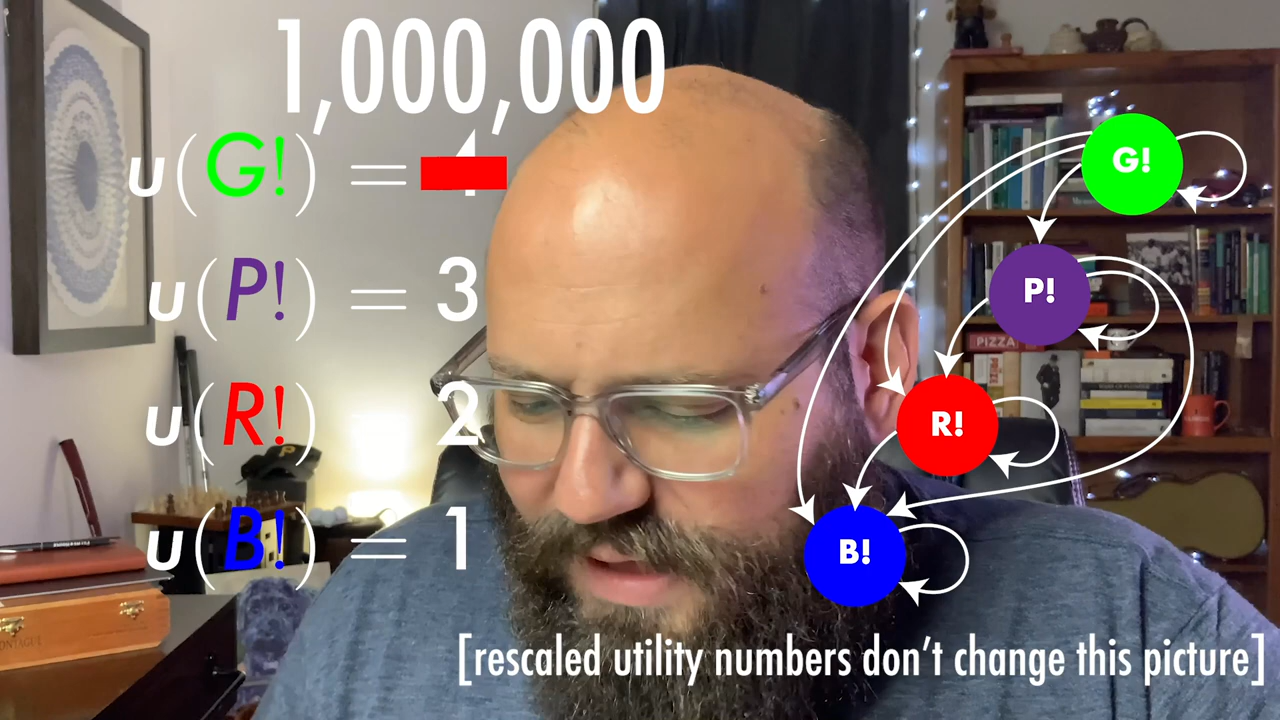 1,000,000
u(G!) = 4
u(P!) = 3
u(R!) = 2
u(B!) = 1
G!
P!
R!
B!
PIZZA
[rescaled utility numbers don't change this picture]